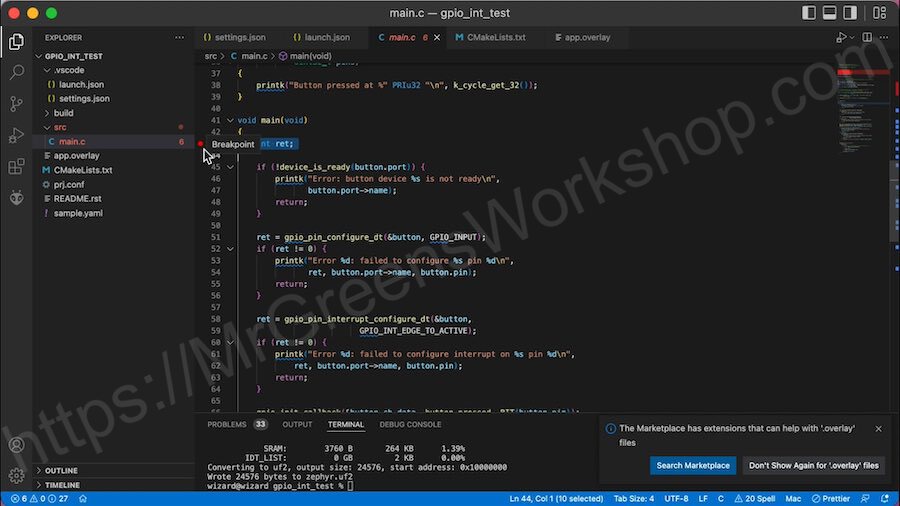 main.c — gpio_int_test
EXPLORER
GPIO_INT_TEST
.vscode
launch.json
settings.json
build
src
main.c 6
app.overlay
CMakeLists.txt
prj.conf
README.rst
sample.yaml
OUTLINE
TIMELINE
settings.json launch.json main.c 6 CMakeLists.txt app.overlay
src > main.c > main(void)
37 {
38 printk("Button pressed at %" PRIu32 "\n", k_cycle_get_32());
39 }
40
41 void main(void)
42 {
Breakpoint nt ret;
44
45 if (!device_is_ready(button.port)) {
46 printk("Error: button device %s is not ready\n",
47 button.port->name);
48 return;
49 }
50
51 ret = gpio_pin_configure_dt(&button, GPIO_INPUT);
52 if (ret != 0) {
53 printk("Error %d: failed to configure %s pin %d\n",
54 ret, button.port->name, button.pin);
55 return;
56 }
57
58 ret = gpio_pin_interrupt_configure_dt(&button,
59 GPIO_INT_EDGE_TO_ACTIVE);
60 if (ret != 0) {
61 printk("Error %d: failed to configure interrupt on %s pin %d\n",
62 ret, button.port->name, button.pin);
63 return;
64 }
65
66 gpio_init_callback(&button_cb_data, button_pressed, BIT(button.pin));
PROBLEMS 33 OUTPUT TERMINAL DEBUG CONSOLE
SRAM: 3760 B 264 KB 1.39%
IDT_LIST: 0 GB 2 KB 0.00%
Converting to uf2, output size: 24576, start address: 0x10000000
Wrote 24576 bytes to zephyr.uf2
wizard@wizard gpio_int_test %
The Marketplace has extensions that can help with '.overlay'
files
Search Marketplace Don't Show Again for '.overlay' files
6 0 27 Ln 44, Col 1 (10 selected) Tab Size: 4 UTF-8 LF C 20 Spell Mac Prettier
https://MrGreensWorkshop.com